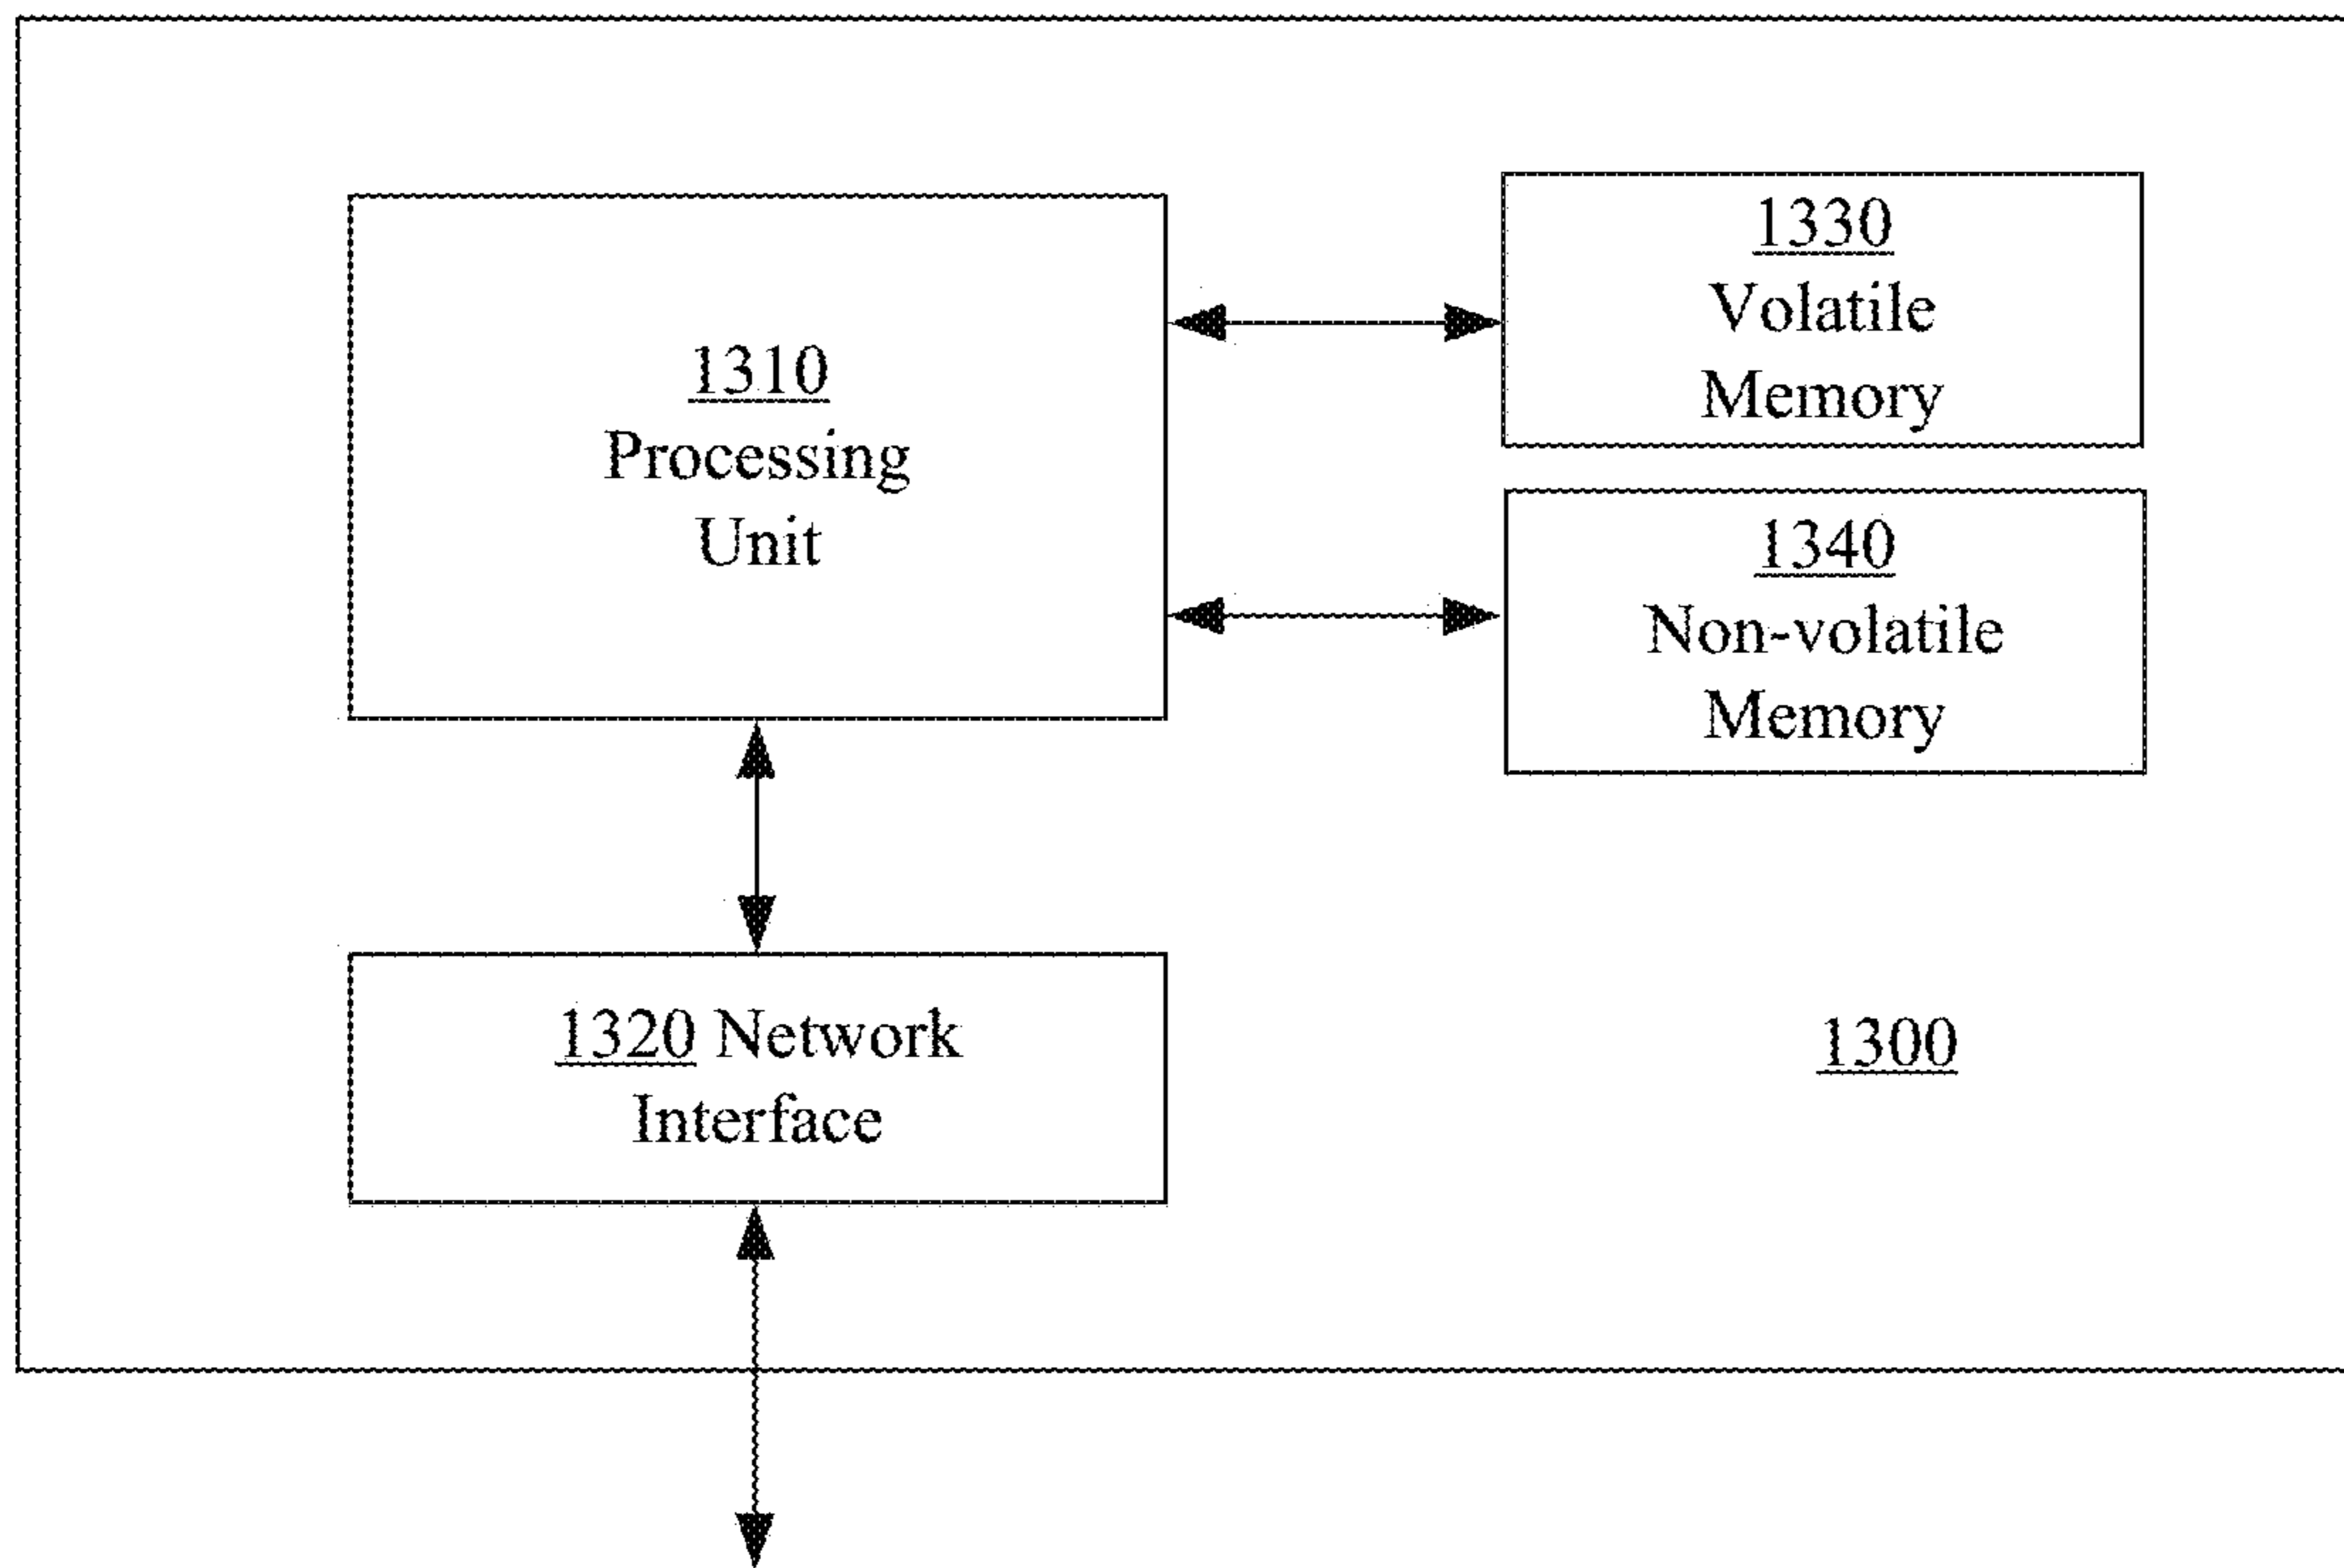 1310
Processing
Unit
1330
Volatile
Memory
1340
Non-volatile
Memory
1320 Network
Interface
1300